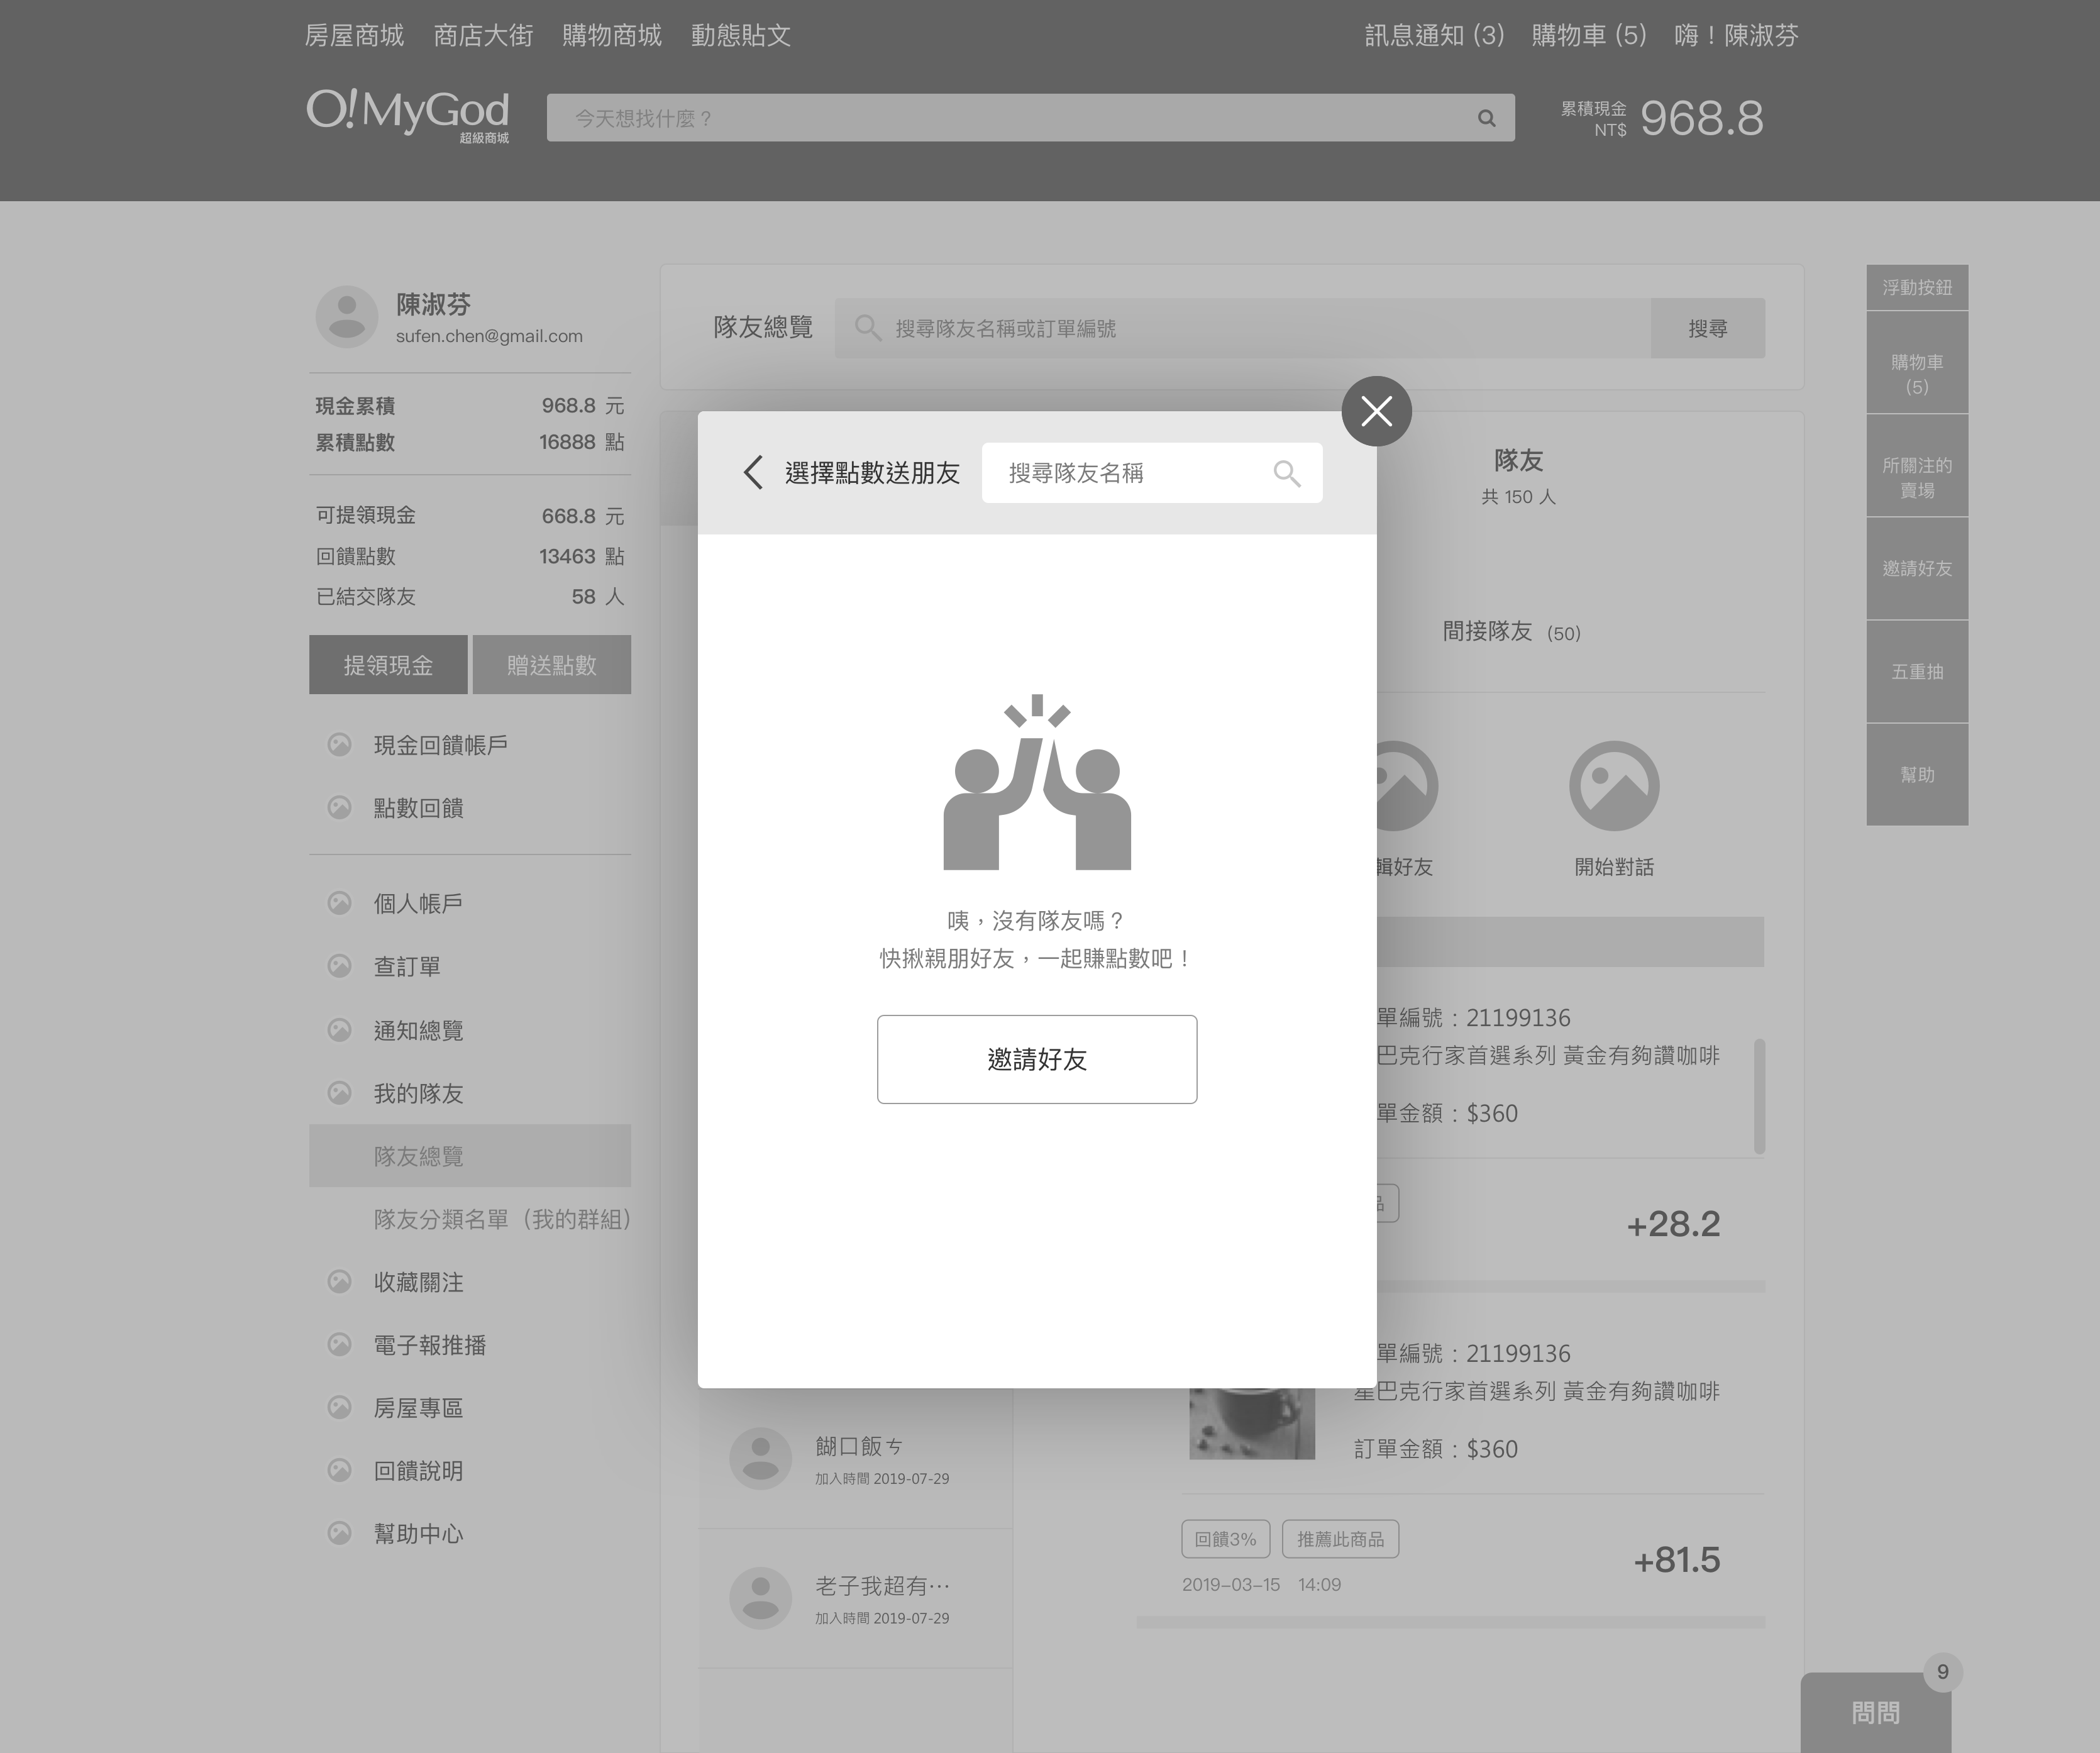 房屋商城 商店大街 購物商城 動態貼文
訊息通知 (3) 購物車 (5) 嗨！陳淑芬
O!MyGod
超級商城
今天想找什麼？
累積現金
NT$
968.8
陳淑芬
sufen.chen@gmail.com
現金累積 968.8 元
累積點數 16888 點
可提領現金 668.8 元
回饋點數 13463 點
已結交隊友 58 人
提領現金 贈送點數
現金回饋帳戶
點數回饋
個人帳戶
查訂單
通知總覽
我的隊友
隊友總覽
隊友分類名單（我的群組）
收藏關注
電子報推播
房屋專區
回饋說明
幫助中心
隊友總覽
搜尋隊友名稱或訂單編號
搜尋
選擇點數送朋友
搜尋隊友名稱
咦，沒有隊友嗎？
快揪親朋好友，一起賺點數吧！
邀請好友
隊友
共 150 人
間接隊友 (50)
輯好友
開始對話
單編號：21199136
巴克行家首選系列 黃金有夠讚咖啡
單金額：$360
品
+28.2
單編號：21199136
星巴克行家首選系列 黃金有夠讚咖啡
訂單金額：$360
回饋3% 推薦此商品
+81.5
2019–03–15 14:09
餬口飯ㄘ
加入時間 2019-07-29
老子我超有…
加入時間 2019-07-29
浮動按鈕
購物車
(5)
所關注的
賣場
邀請好友
五重抽
幫助
9
問問